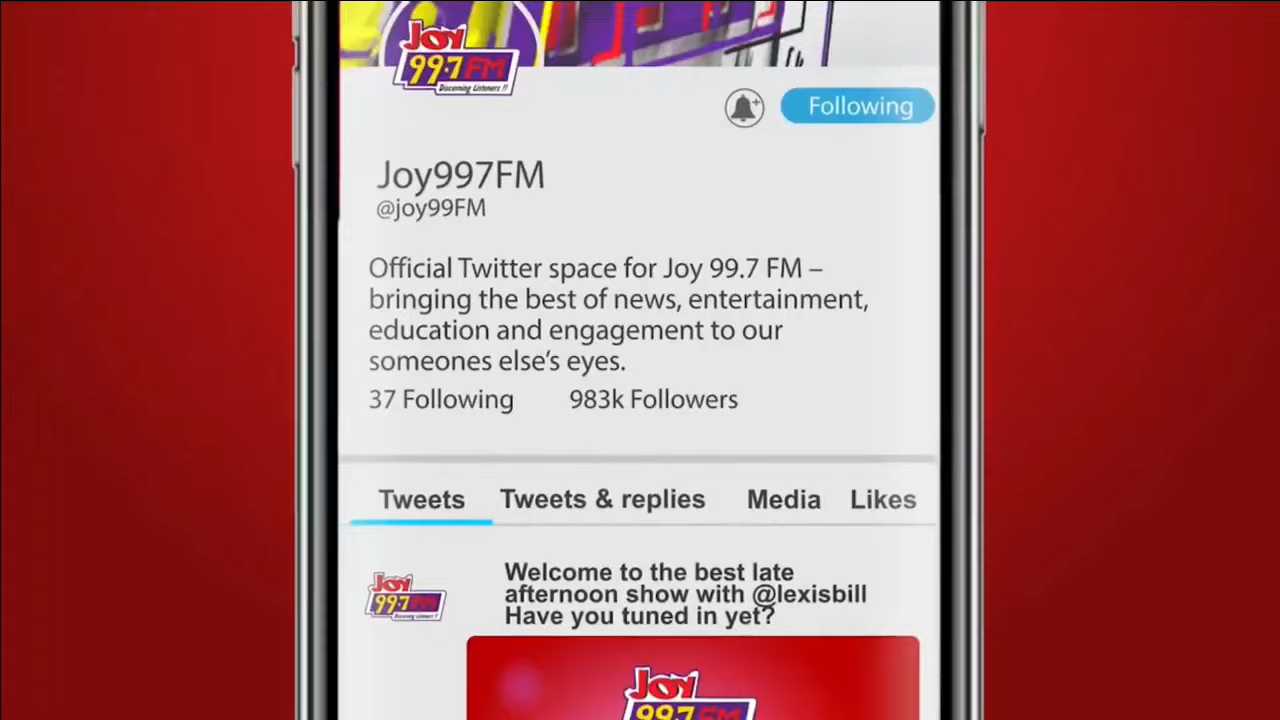 Joy
99.7 FM
Discerning Listeners !!
Following
Joy997FM
@joy99FM
Official Twitter space for Joy 99.7 FM –
bringing the best of news, entertainment,
education and engagement to our
someones else's eyes.
37 Following 983k Followers
Tweets Tweets & replies Media Likes
Joy
99.7 FM
Discerning Listeners !!
Welcome to the best late
afternoon show with @lexisbill
Have you tuned in yet?
Joy
99.7 FM